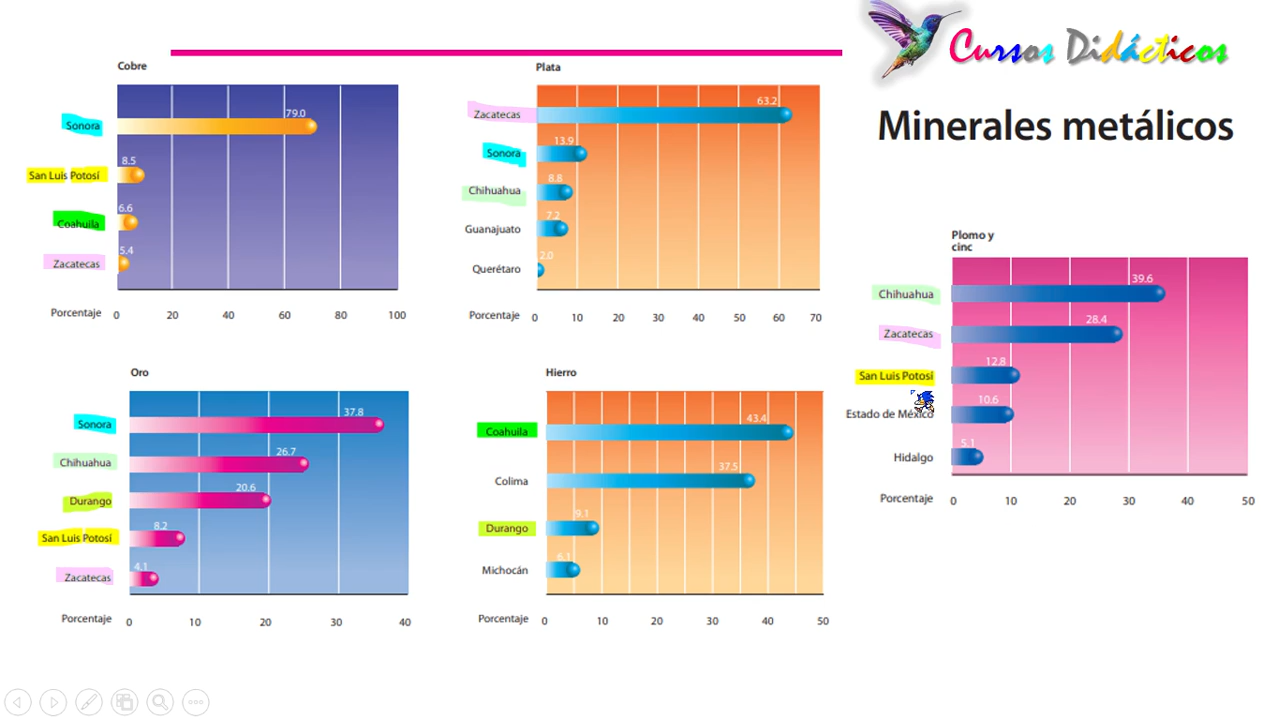 Cursos Didácticos
Minerales metálicos
Cobre
Sonora 79.0
San Luis Potosí 8.5
Coahuila 6.6
Zacatecas 5.4
Porcentaje 0 20 40 60 80 100
Plata
Zacatecas 63.2
Sonora 13.9
Chihuahua 8.8
Guanajuato 7.2
Querétaro 2.0
Porcentaje 0 10 20 30 40 50 60 70
Plomo y
cinc
Chihuahua 39.6
Zacatecas 28.4
San Luis Potosí 12.8
Estado de México 10.6
Hidalgo 5.1
Porcentaje 0 10 20 30 40 50
Oro
Sonora 37.8
Chihuahua 26.7
Durango 20.6
San Luis Potosí 8.2
Zacatecas 4.1
Porcentaje 0 10 20 30 40
Hierro
Coahuila 43.4
Colima 37.5
Durango 9.1
Michocán 6.1
Porcentaje 0 10 20 30 40 50